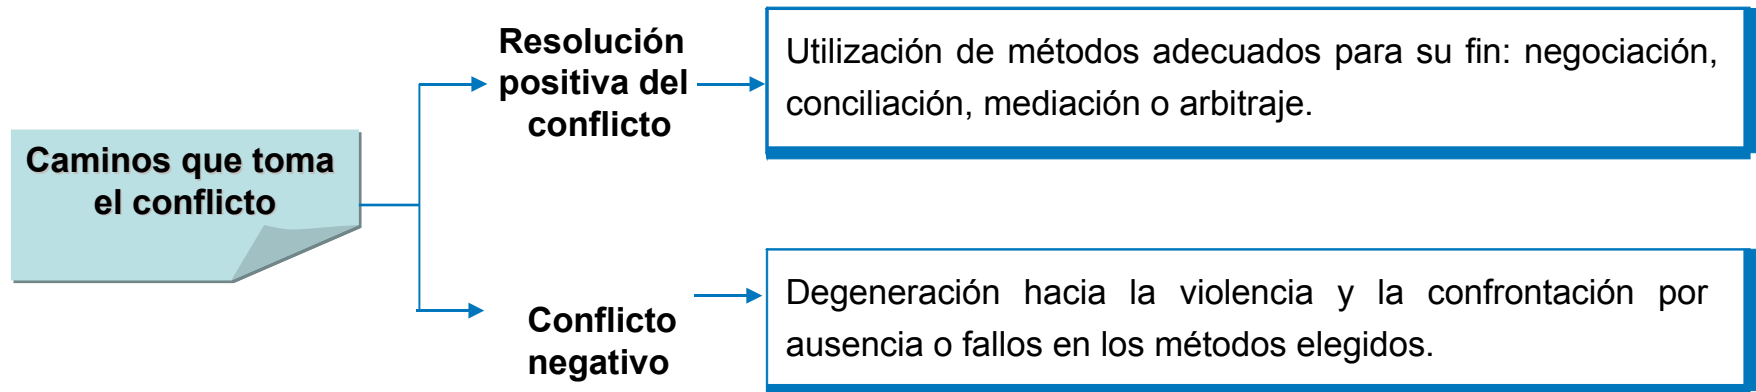 Caminos que toma
el conflicto
Resolución
positiva del
conflicto
Utilización de métodos adecuados para su fin: negociación,
conciliación, mediación o arbitraje.
Conflicto
negativo
Degeneración hacia la violencia y la confrontación por
ausencia o fallos en los métodos elegidos.